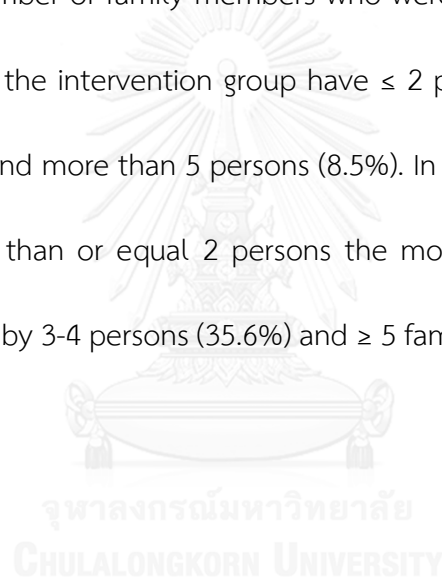 mber of family members who were
the intervention group have ≤ 2 p
nd more than 5 persons (8.5%). In
than or equal 2 persons the mo
by 3-4 persons (35.6%) and ≥ 5 fam
จุฬาลงกรณ์มหาวิทยาลัย
CHULALONGKORN UNIVERSITY